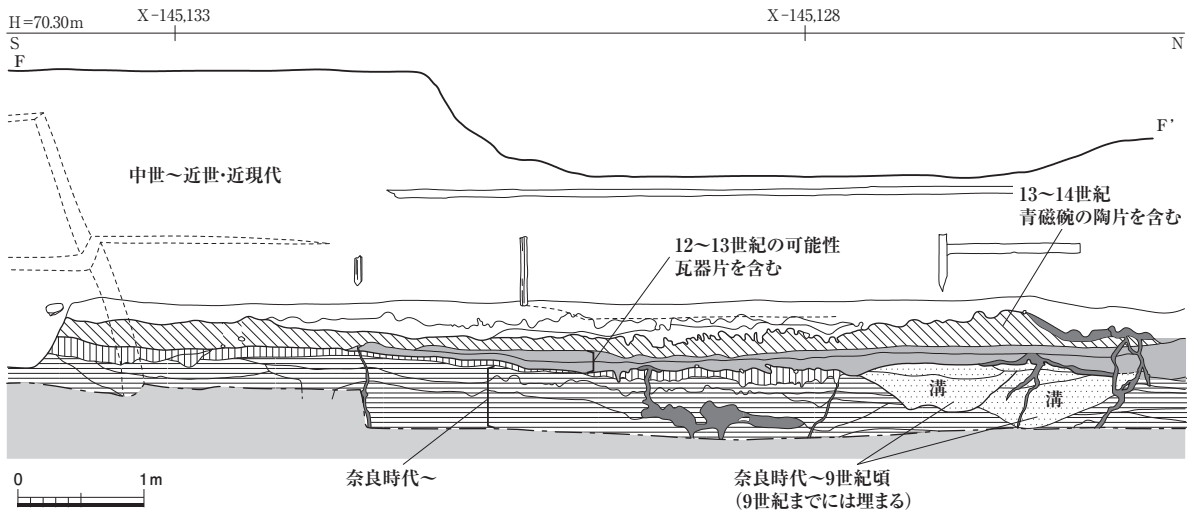 H=70.30m
X-145,133
X-145,128
S
N
F
F'
中世〜近世・近現代
13〜14世紀
青磁碗の陶片を含む
12〜13世紀の可能性
瓦器片を含む
溝
溝
0
1m
奈良時代〜
奈良時代〜9世紀頃
(9世紀までには埋まる)